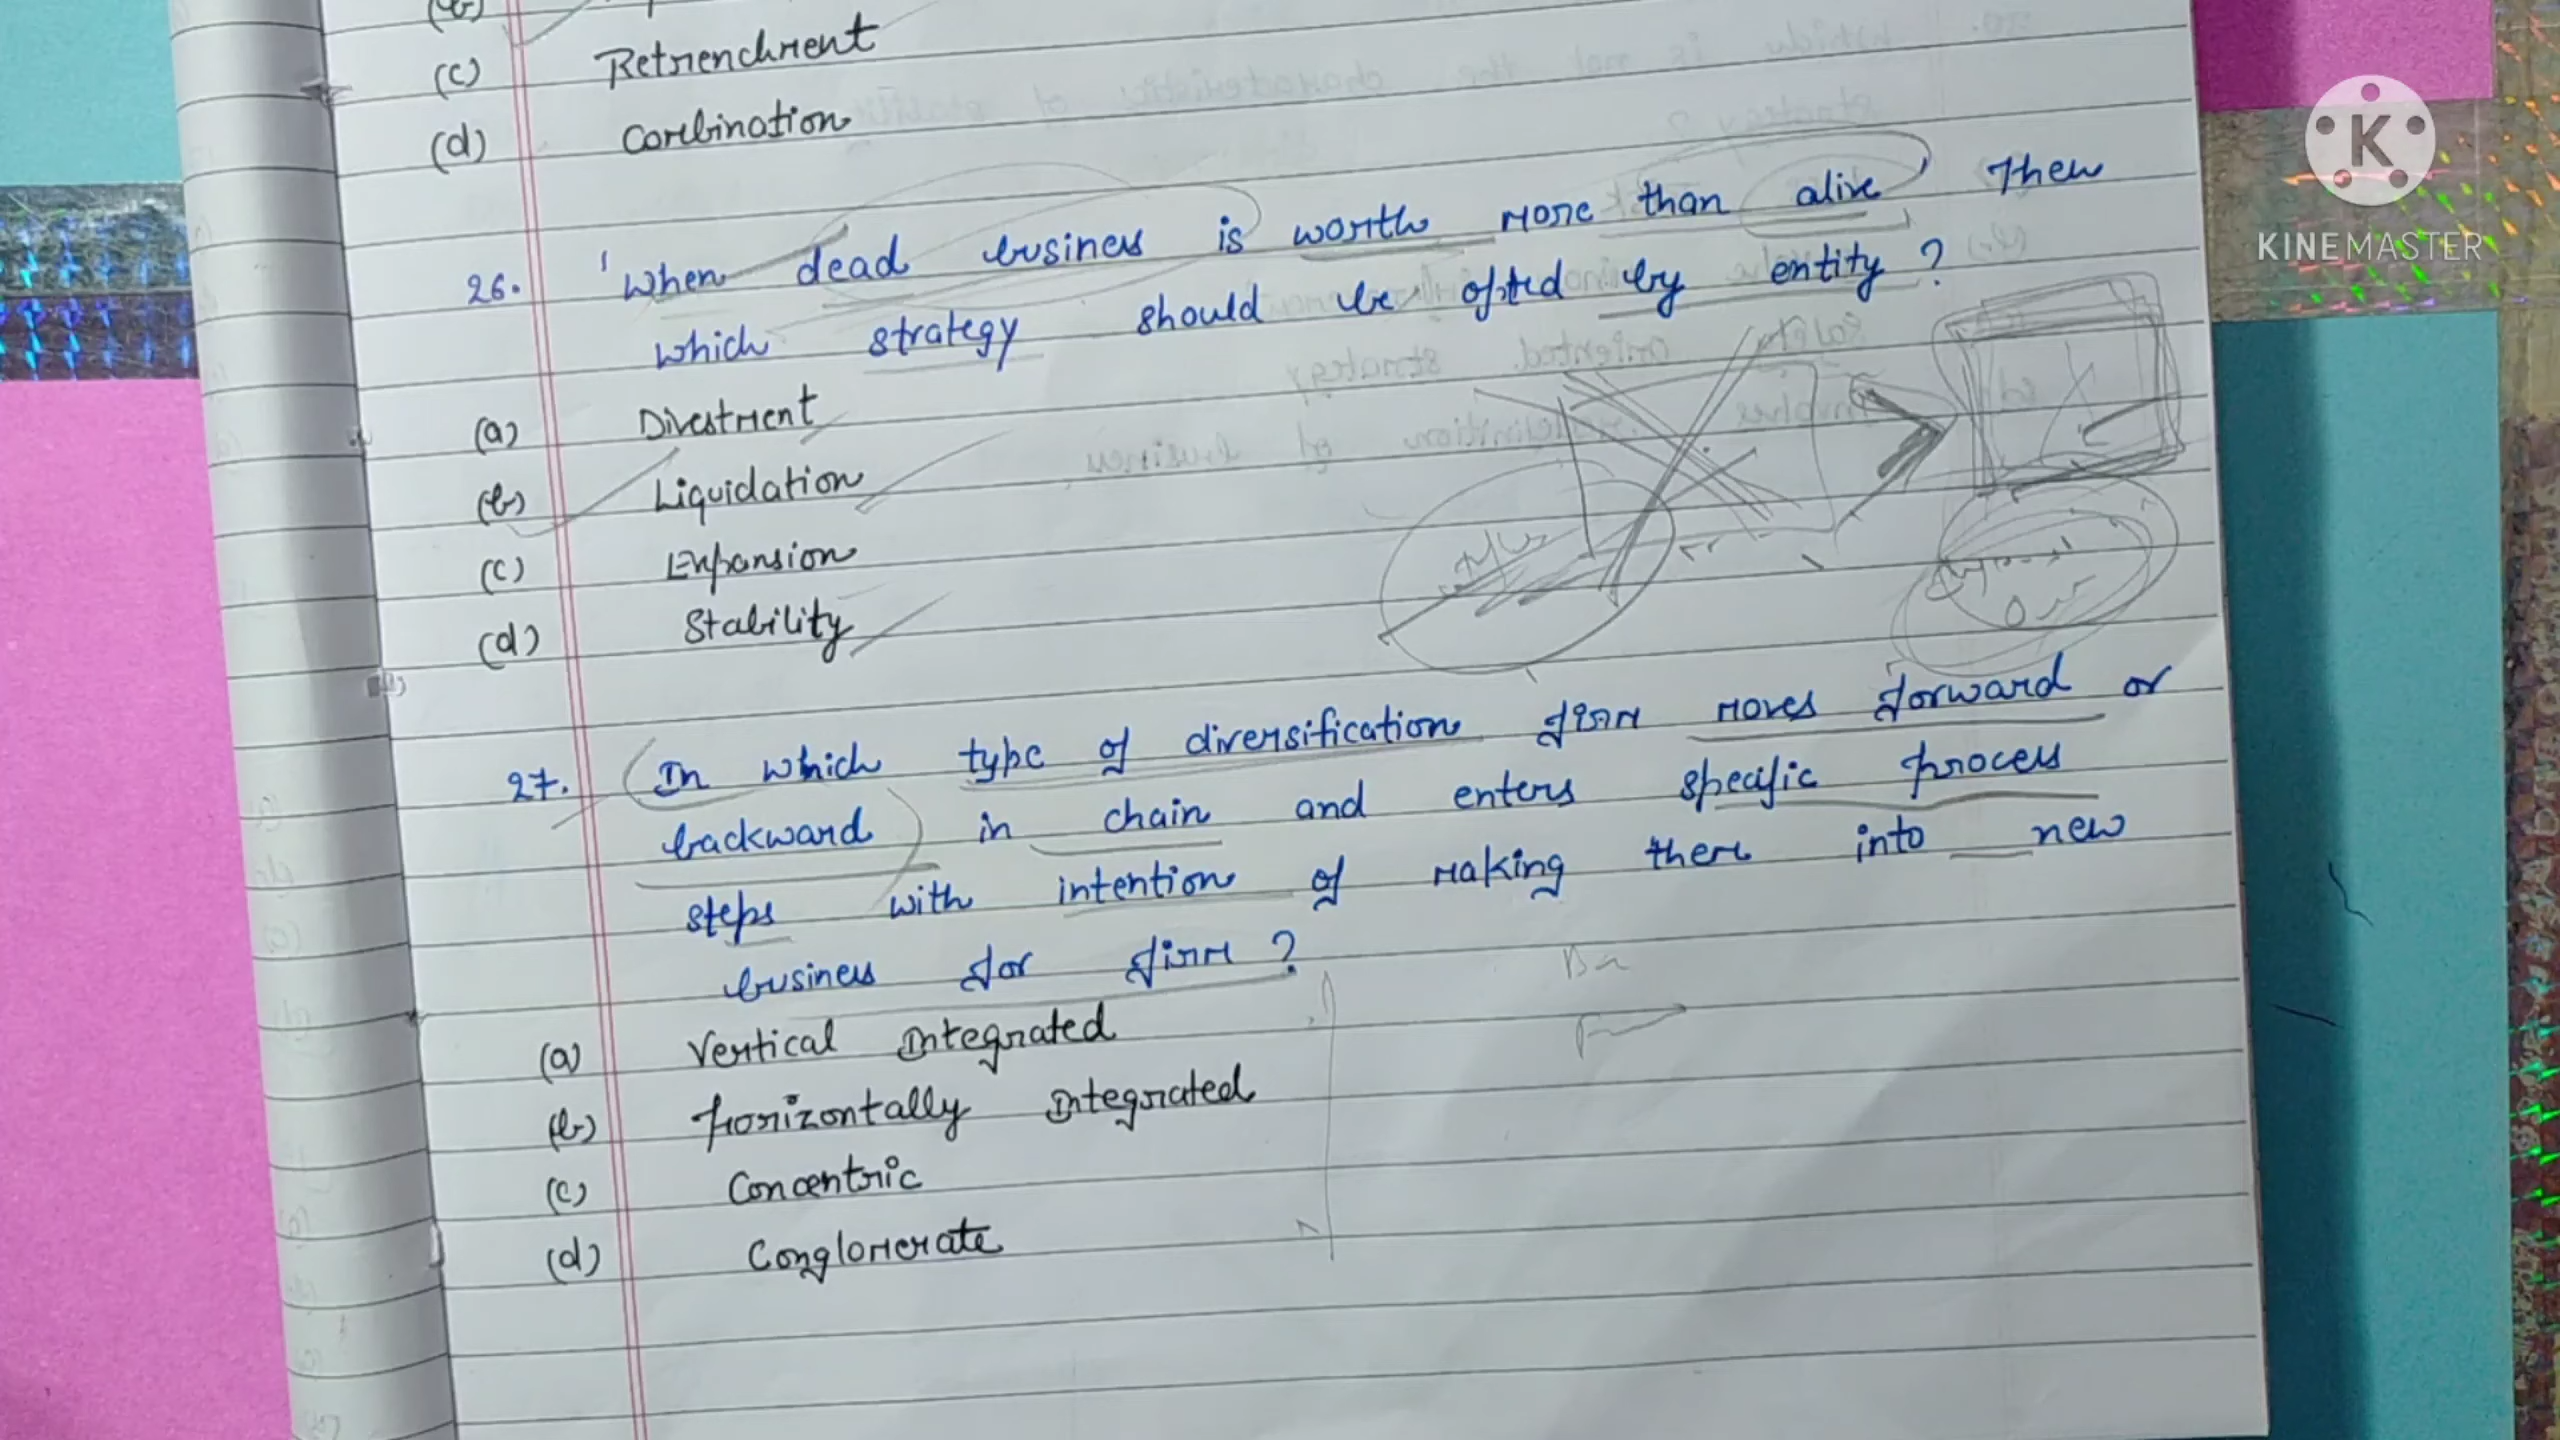 (b)
(c) Retrenchment
(d) Combination
26. 'When dead business is worth more than alive' Then
which strategy should be opted by entity?
(a) Divestment
(b) Liquidation
(c) Expansion
(d) Stability
27. In which type of diversification firm moves forward or
backward in chain and enters specific process
steps with intention of making them into new
business for firm?
(a) Vertical Integrated
(b) Horizontally Integrated
(c) Concentric
(d) Conglomerate
K
KINEMASTER